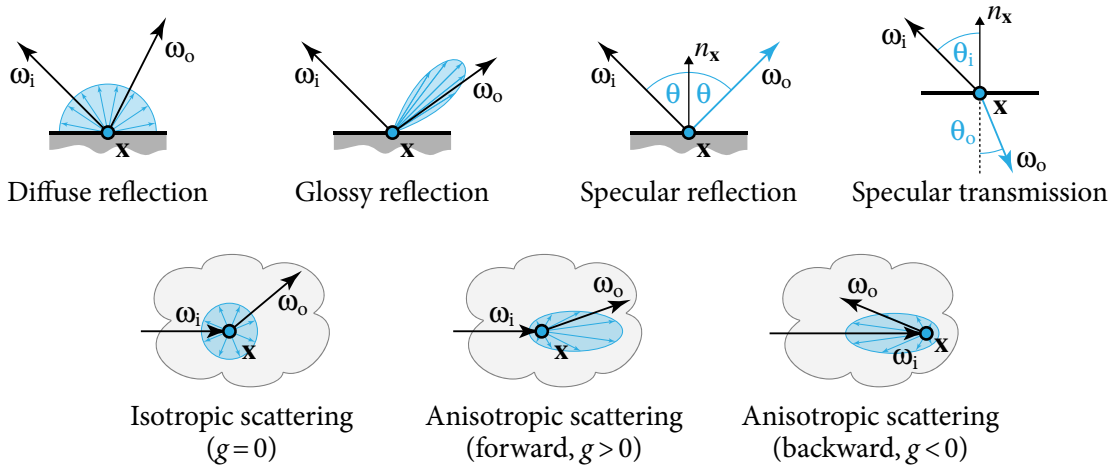 ωi ωo x
Diffuse reflection
ωi ωo x
Glossy reflection
ωi nx ωo θ θ x
Specular reflection
ωi nx θi x θo ωo
Specular transmission
ωi ωo x
Isotropic scattering
(g=0)
ωi ωo x
Anisotropic scattering
(forward, g>0)
ωo ωi x
Anisotropic scattering
(backward, g<0)